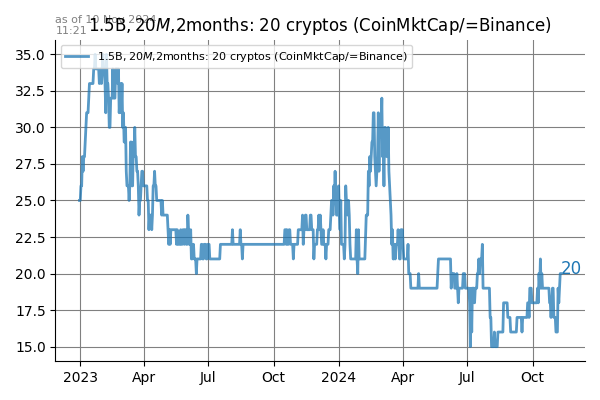 as of 10 Nov 2024
11:21
1.5B, 20M, 2months: 20 cryptos (CoinMktCap/=Binance)
1.5B, 20M, 2months: 20 cryptos (CoinMktCap/=Binance)
35.0
32.5
30.0
27.5
25.0
22.5
20.0
17.5
15.0
20
2023
Apr
Jul
Oct
2024
Apr
Jul
Oct